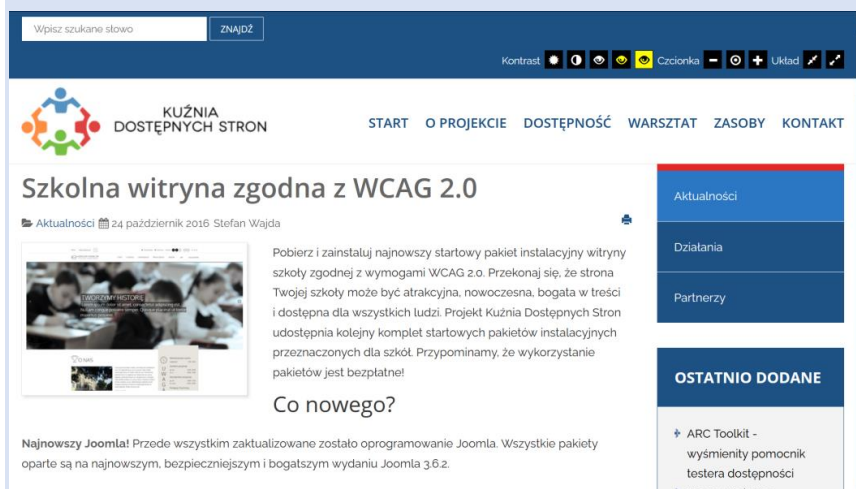 Wpisz szukane słowo
ZNAJDŹ
Kontrast
Czcionka
Układ
KUŹNIA
DOSTĘPNYCH STRON
START O PROJEKCIE DOSTĘPNOŚĆ WARSZTAT ZASOBY KONTAKT
Szkolna witryna zgodna z WCAG 2.0
Aktualności 24 październik 2016 Stefan Wajda
TWORZYMY HISTORIĘ
O NAS
Pobierz i zainstaluj najnowszy startowy pakiet instalacyjny witryny
szkoły zgodnej z wymogami WCAG 2.0. Przekonaj się, że strona
Twojej szkoły może być atrakcyjna, nowoczesna, bogata w treści
i dostępna dla wszystkich ludzi. Projekt Kuźnia Dostępnych Stron
udostępnia kolejny komplet startowych pakietów instalacyjnych
przeznaczonych dla szkół. Przypominamy, że wykorzystanie
pakietów jest bezpłatne!
Co nowego?
Najnowszy Joomla! Przede wszystkim zaktualizowane zostało oprogramowanie Joomla. Wszystkie pakiety
oparte są na najnowszym, bezpieczniejszym i bogatszym wydaniu Joomla 3.6.2.
Aktualności
Działania
Partnerzy
OSTATNIO DODANE
ARC Toolkit -
wyśmienity pomocnik
testera dostępności